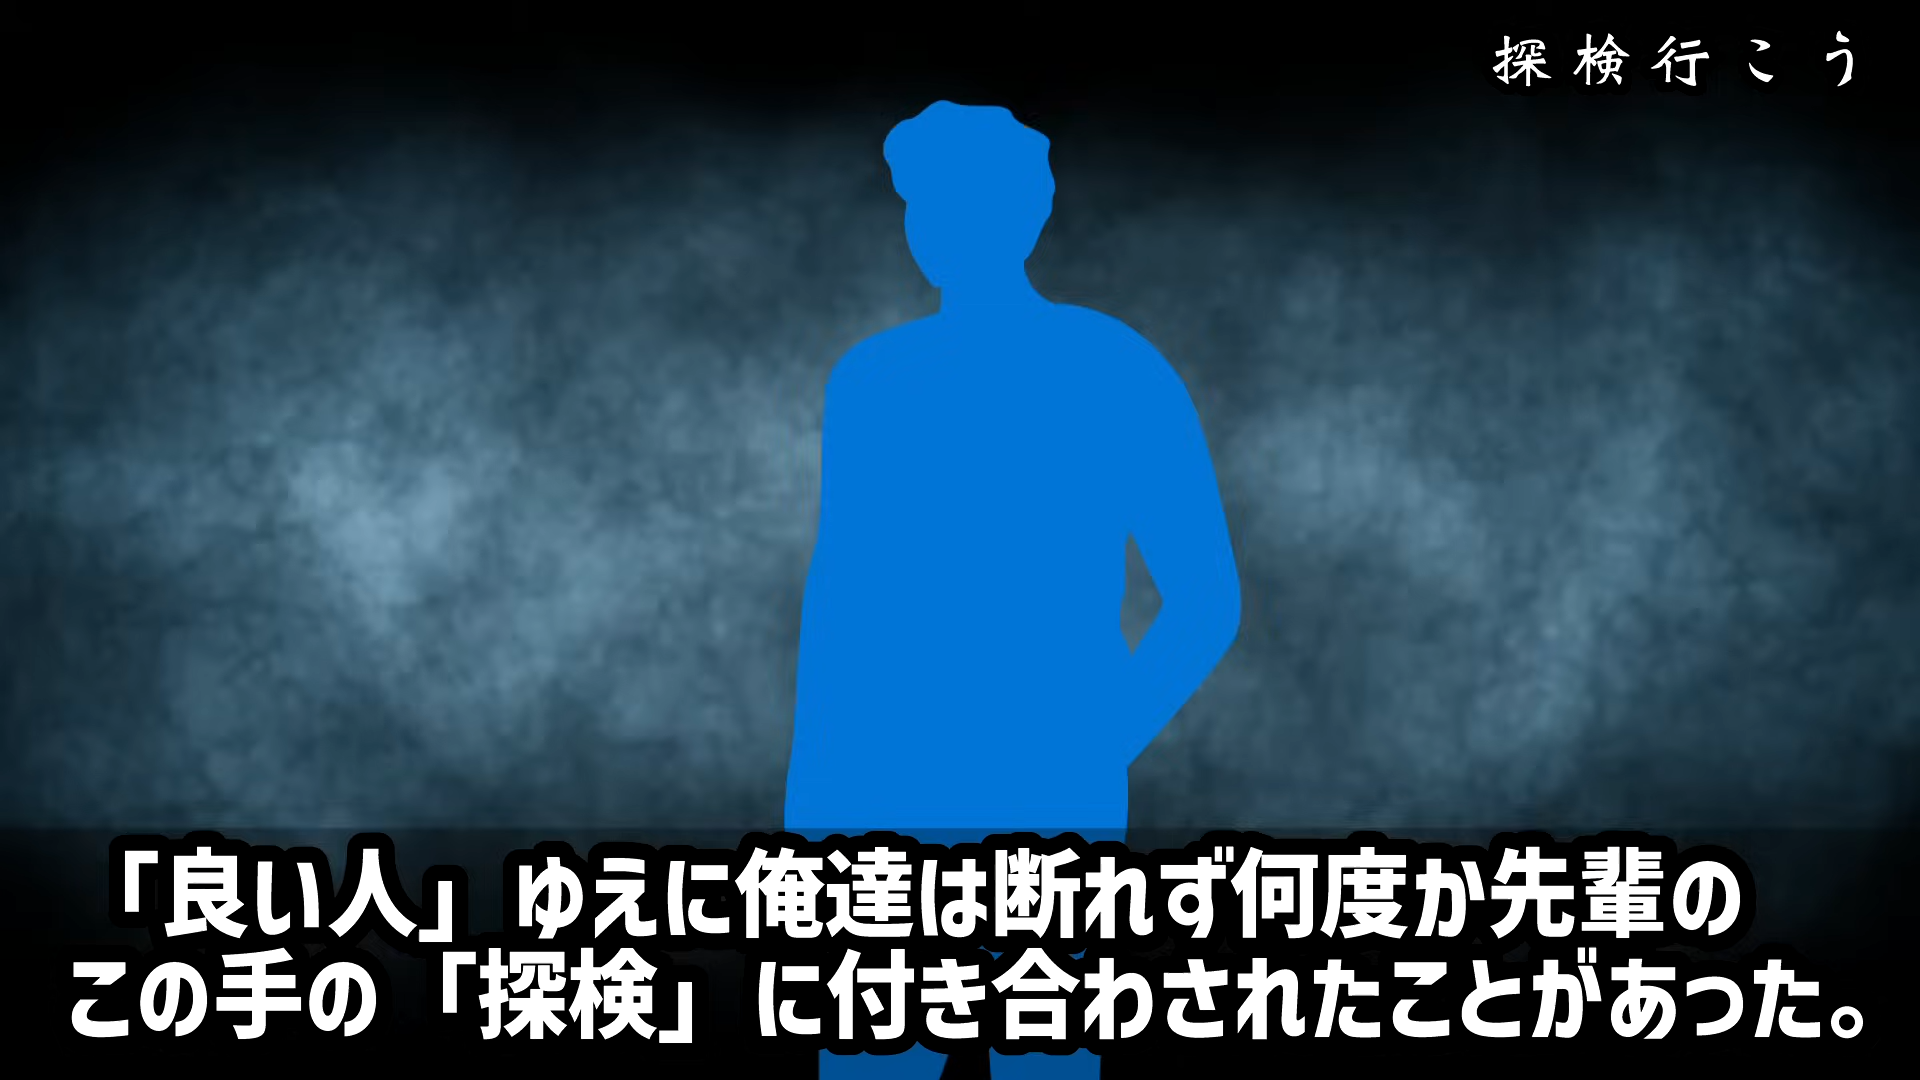 探検行こう
「良い人」ゆえに俺達は断れず何度か先輩の
この手の「探検」に付き合わされたことがあった。